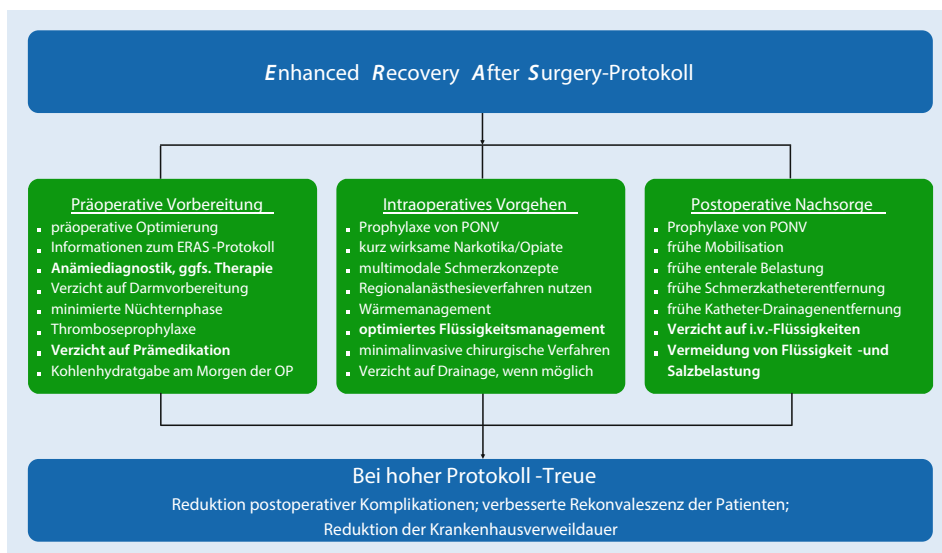 Enhanced Recovery After Surgery-Protokoll
Präoperative Vorbereitung
▪ präoperative Optimierung
▪ Informationen zum ERAS -Protokoll
▪ Anämiediagnostik, ggfs. Therapie
▪ Verzicht auf Darmvorbereitung
▪ minimierte Nüchternphase
▪ Thromboseprophylaxe
▪ Verzicht auf Prämedikation
▪ Kohlenhydratgabe am Morgen der OP
Intraoperatives Vorgehen
▪ Prophylaxe von PONV
▪ kurz wirksame Narkotika/Opiate
▪ multimodale Schmerzkonzepte
▪ Regionalanästhesieverfahren nutzen
▪ Wärmemanagement
▪ optimiertes Flüssigkeitsmanagement
▪ minimalinvasive chirurgische Verfahren
▪ Verzicht auf Drainage, wenn möglich
Postoperative Nachsorge
▪ Prophylaxe von PONV
▪ frühe Mobilisation
▪ frühe enterale Belastung
▪ frühe Schmerzkatheterentfernung
▪ frühe Katheter-Drainagenentfernung
▪ Verzicht auf i.v.-Flüssigkeiten
▪ Vermeidung von Flüssigkeit -und
Salzbelastung
Bei hoher Protokoll -Treue
Reduktion postoperativer Komplikationen; verbesserte Rekonvaleszenz der Patienten;
Reduktion der Krankenhausverweildauer